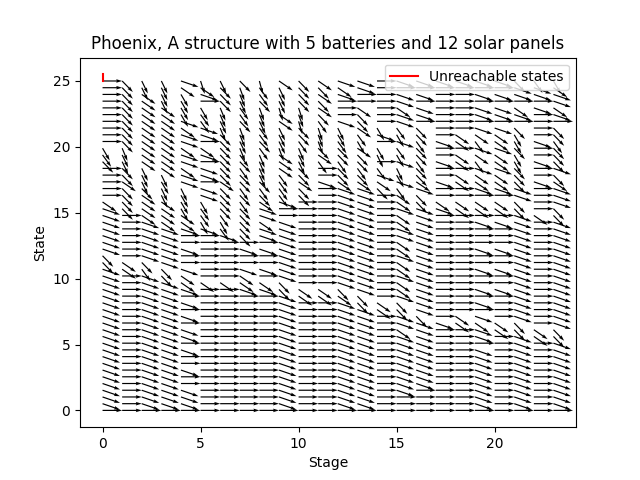 Phoenix, A structure with 5 batteries and 12 solar panels
Unreachable states
25
20
15
10
5
0
State
0
5
10
15
20
Stage